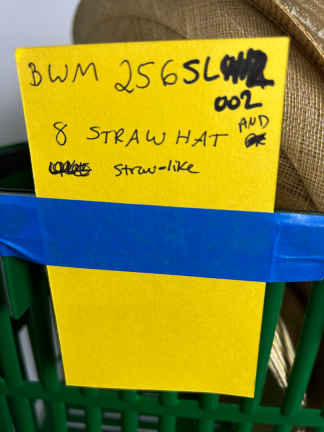 BWM 256SL
002
8 STRAW HAT AND
straw-like